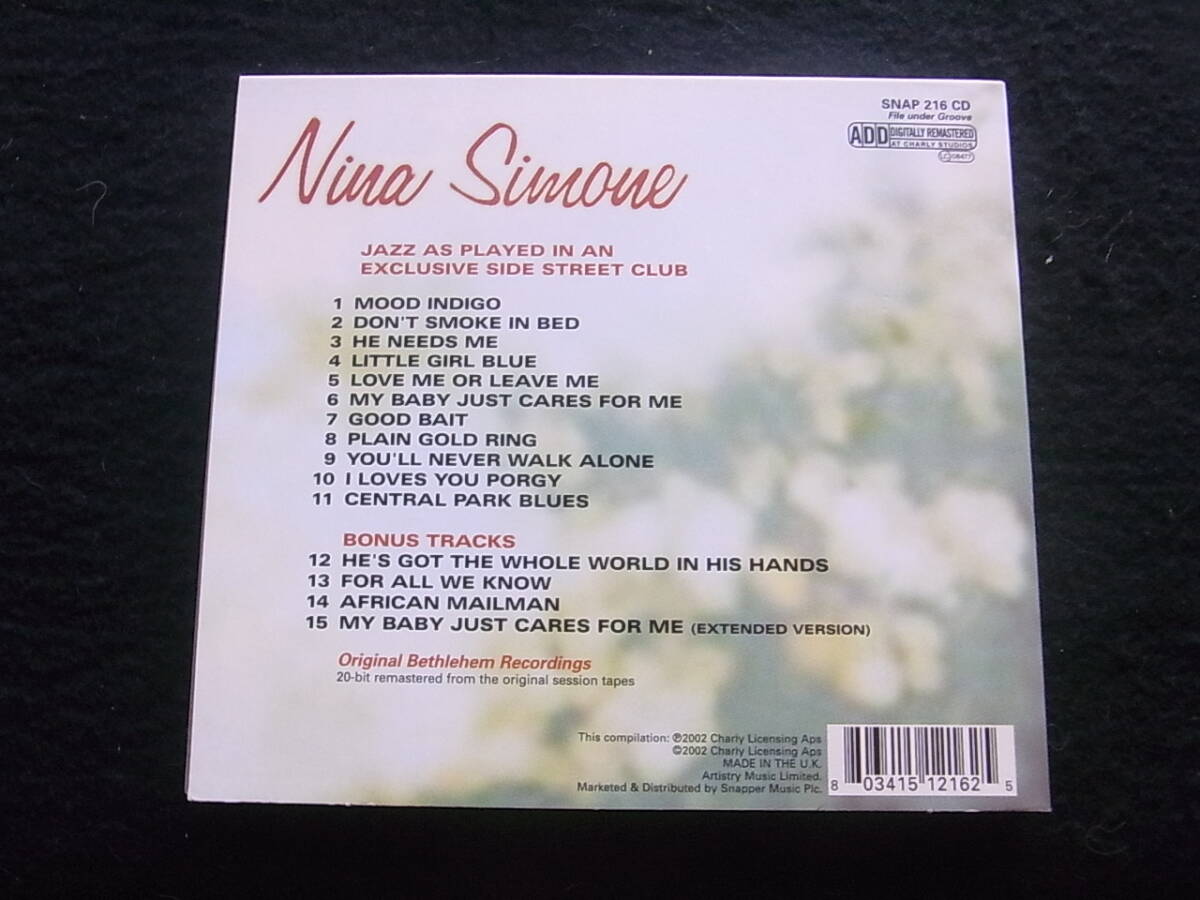 SNAP 216 CD
File under Groove
ADD DIGITALLY REMASTERED
AT CHARLY STUDIOS
LC 08477
Nina Simone
JAZZ AS PLAYED IN AN
EXCLUSIVE SIDE STREET CLUB
1 MOOD INDIGO
2 DON'T SMOKE IN BED
3 HE NEEDS ME
4 LITTLE GIRL BLUE
5 LOVE ME OR LEAVE ME
6 MY BABY JUST CARES FOR ME
7 GOOD BAIT
8 PLAIN GOLD RING
9 YOU'LL NEVER WALK ALONE
10 I LOVES YOU PORGY
11 CENTRAL PARK BLUES
BONUS TRACKS
12 HE'S GOT THE WHOLE WORLD IN HIS HANDS
13 FOR ALL WE KNOW
14 AFRICAN MAILMAN
15 MY BABY JUST CARES FOR ME (EXTENDED VERSION)
Original Bethlehem Recordings
20-bit remastered from the original session tapes
This compilation: ℗2002 Charly Licensing Aps
©2002 Charly Licensing Aps
MADE IN THE U.K.
Artistry Music Limited.
Marketed & Distributed by Snapper Music Plc.
8 03415 12162 5